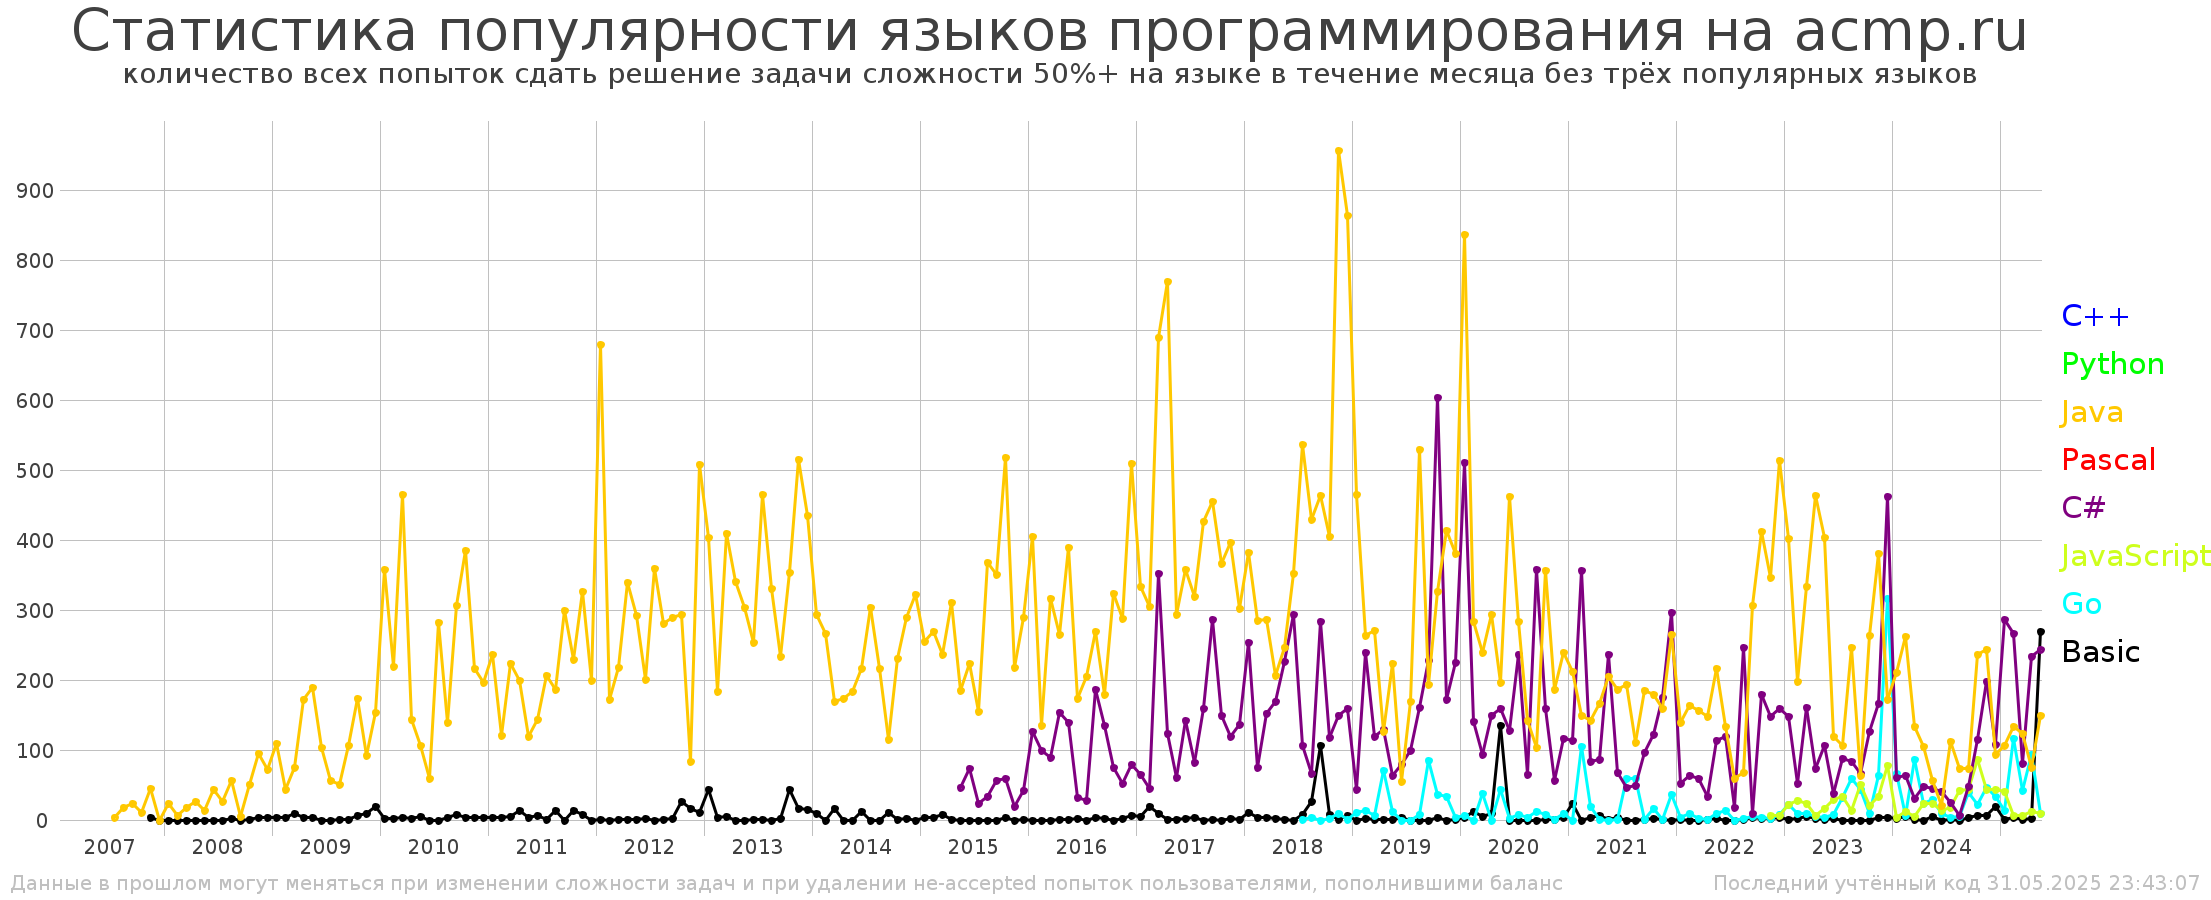 Статистика популярности языков программирования на acmp.ru
количество всех попыток сдать решение задачи сложности 50%+ на языке в течение месяца без трёх популярных языков
900
800
700
600
500
400
300
200
100
0
C++
Python
Java
Pascal
C#
JavaScript
Go
Basic
2007 2008 2009 2010 2011 2012 2013 2014 2015 2016 2017 2018 2019 2020 2021 2022 2023 2024
Данные в прошлом могут меняться при изменении сложности задач и при удалении не-accepted попыток пользователями, пополнившими баланс
Последний учтённый код 31.05.2025 23:43:07